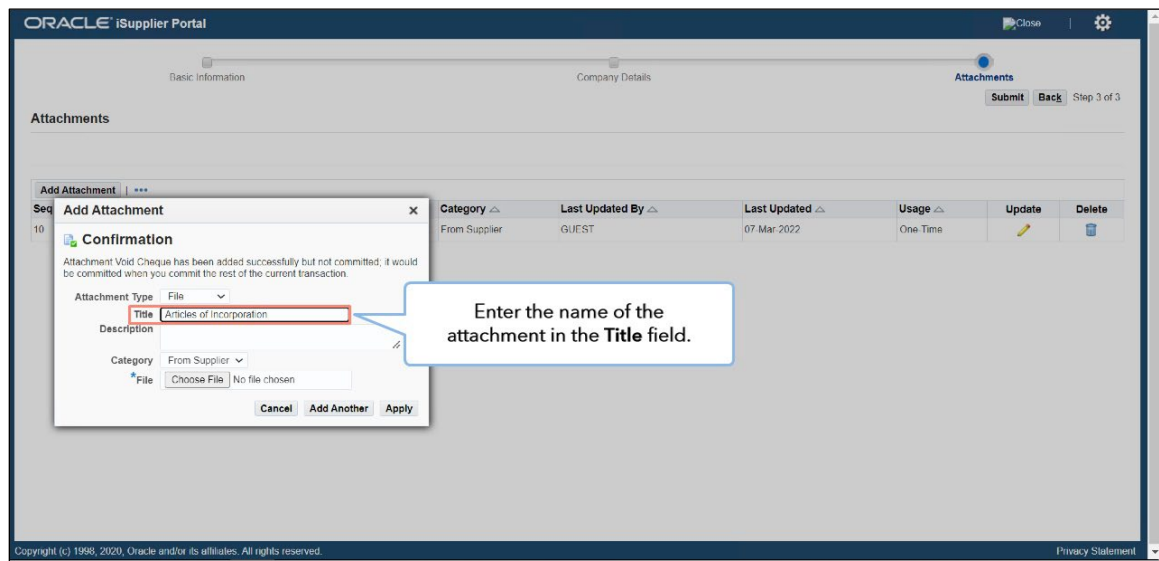 ORACLE iSupplier Portal
Close
Basic Information
Company Details
Attachments
Submit Back Step 3 of 3
Attachments
Add Attachment
Seq Category Last Updated By Last Updated Usage Update Delete
10 From Supplier GUEST 07-Mar-2022 One-Time
Add Attachment
Confirmation
Attachment Void Cheque has been added successfully but not committed; it would
be committed when you commit the rest of the current transaction.
Attachment Type File
Title Articles of Incorporation
Description
Category From Supplier
*File Choose File No file chosen
Cancel Add Another Apply
Enter the name of the
attachment in the Title field.
Copyright (c) 1998, 2020, Oracle and/or its affiliates. All rights reserved.
Privacy Statement